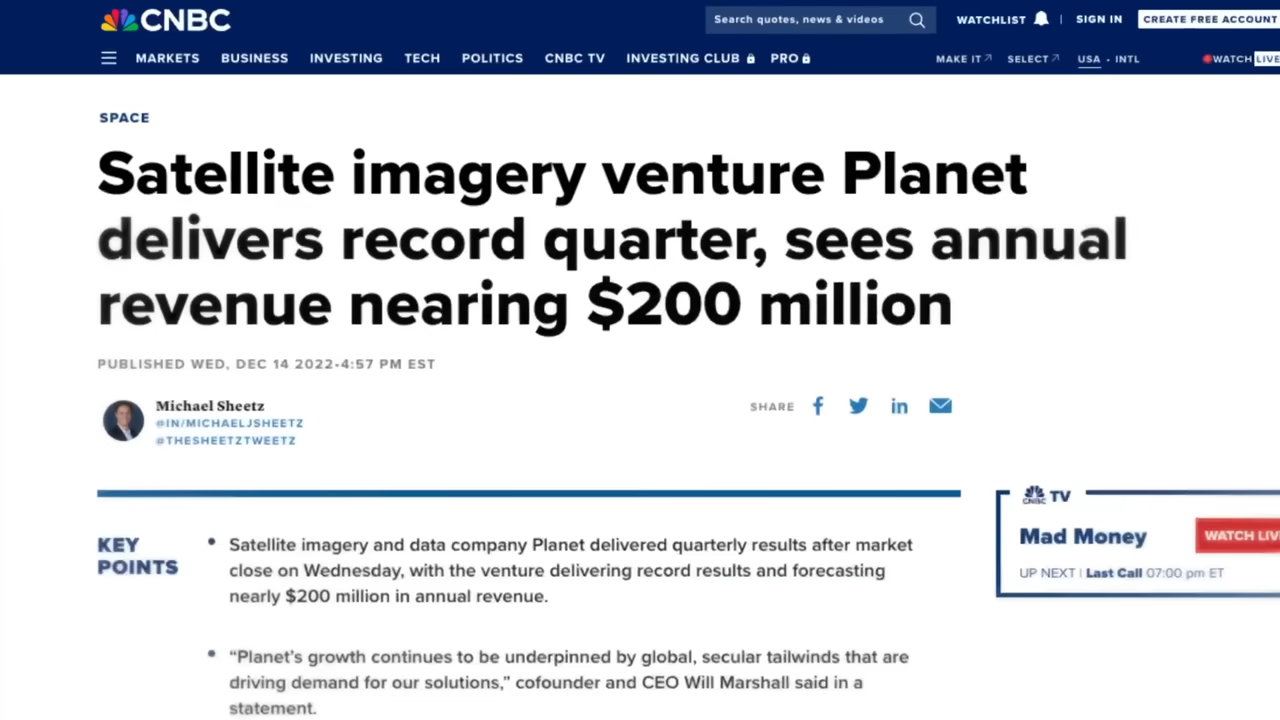 CNBC
Search quotes, news & videos
WATCHLIST
SIGN IN
CREATE FREE ACCOUNT
MARKETS BUSINESS INVESTING TECH POLITICS CNBC TV INVESTING CLUB PRO
MAKE IT SELECT USA • INTL
WATCH LIVE
SPACE
Satellite imagery venture Planet
delivers record quarter, sees annual
revenue nearing $200 million
PUBLISHED WED, DEC 14 2022•4:57 PM EST
Michael Sheetz
@IN/MICHAELJSHEETZ
@THESHEETZTWEETZ
SHARE
KEY
POINTS
• Satellite imagery and data company Planet delivered quarterly results after market
close on Wednesday, with the venture delivering record results and forecasting
nearly $200 million in annual revenue.
• “Planet’s growth continues to be underpinned by global, secular tailwinds that are
driving demand for our solutions,” cofounder and CEO Will Marshall said in a
statement.
CNBC TV
Mad Money
WATCH LIV
UP NEXT | Last Call 07:00 pm ET